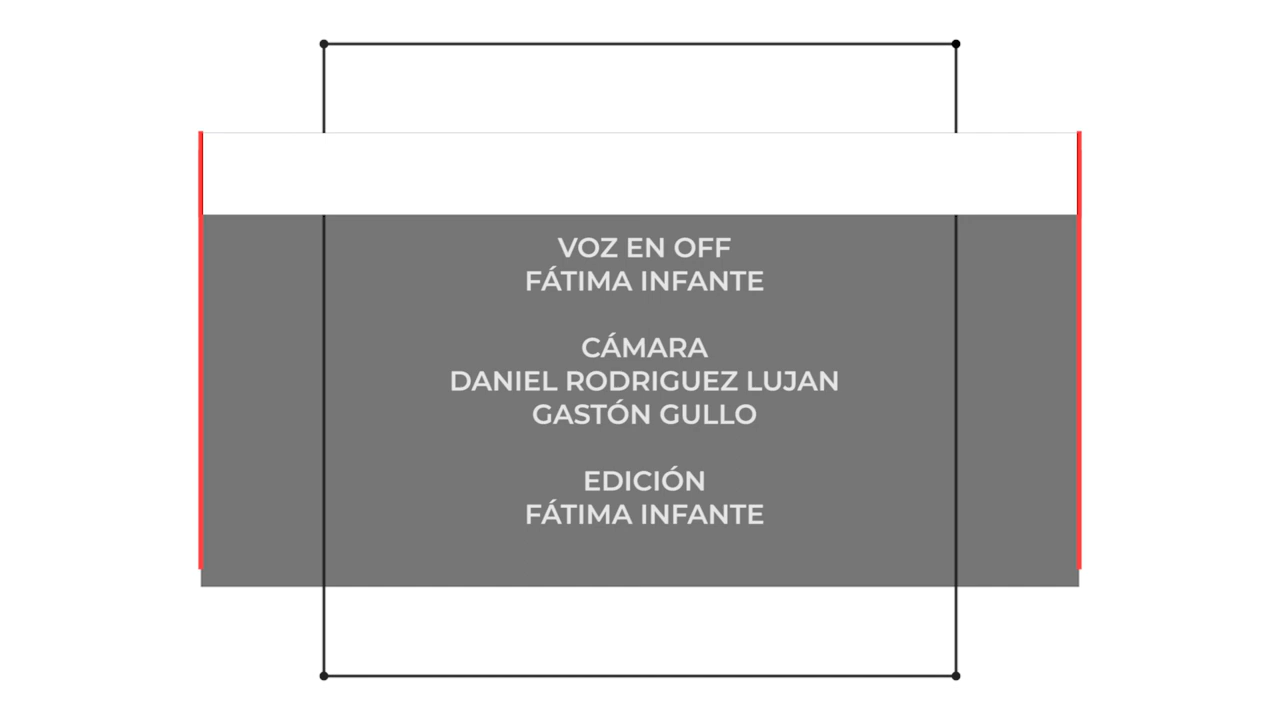 VOZ EN OFF
FÁTIMA INFANTE
CÁMARA
DANIEL RODRIGUEZ LUJAN
GASTÓN GULLO
EDICIÓN
FÁTIMA INFANTE